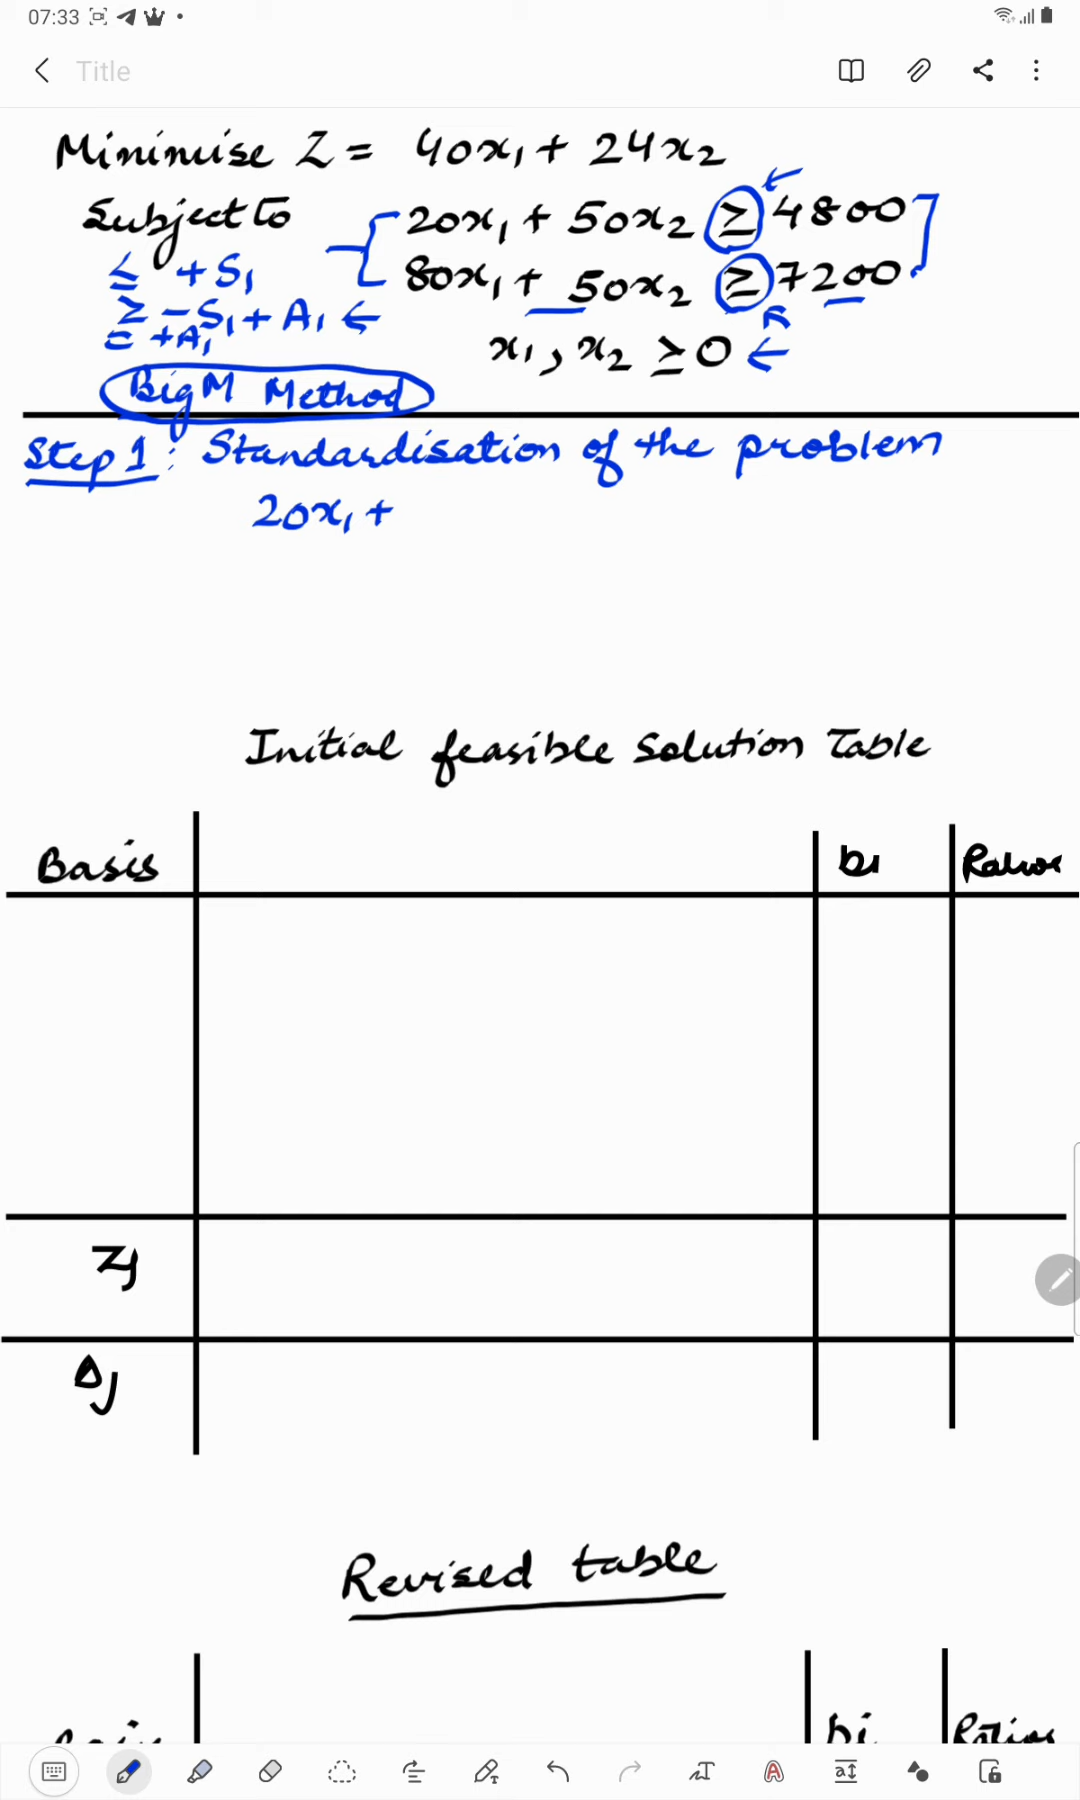 07:33
Title
Minimise Z = 40x₁ + 24x₂
Subject to 20x₁ + 50x₂ ≥ 4800
≤ + S₁ 80x₁ + 50x₂ ≥ 7200
≥ - S₁ + A₁ ←
= + A₁ x₁, x₂ ≥ 0 ←
Big M Method
Step 1 : Standardisation of the problem
20x₁ +
Initial feasible Solution Table
Basis bi Ratios
Zj
Δj
Revised table
Basis bi Ratios